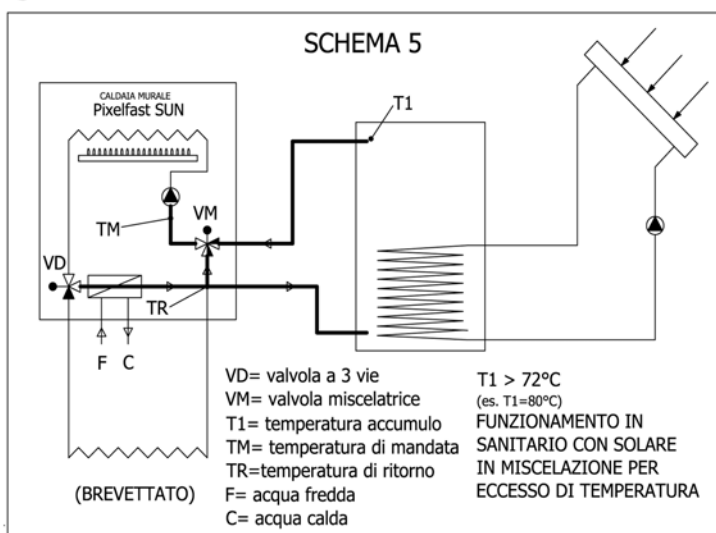 SCHEMA 5
CALDAIA MURALE
Pixelfast SUN
T1
TM
VM
VD
TR
F C
VD= valvola a 3 vie
VM= valvola miscelatrice
T1= temperatura accumulo
TM= temperatura di mandata
TR=temperatura di ritorno
F= acqua fredda
C= acqua calda
(BREVETTATO)
T1 > 72°C
(es. T1=80°C)
FUNZIONAMENTO IN
SANITARIO CON SOLARE
IN MISCELAZIONE PER
ECCESSO DI TEMPERATURA